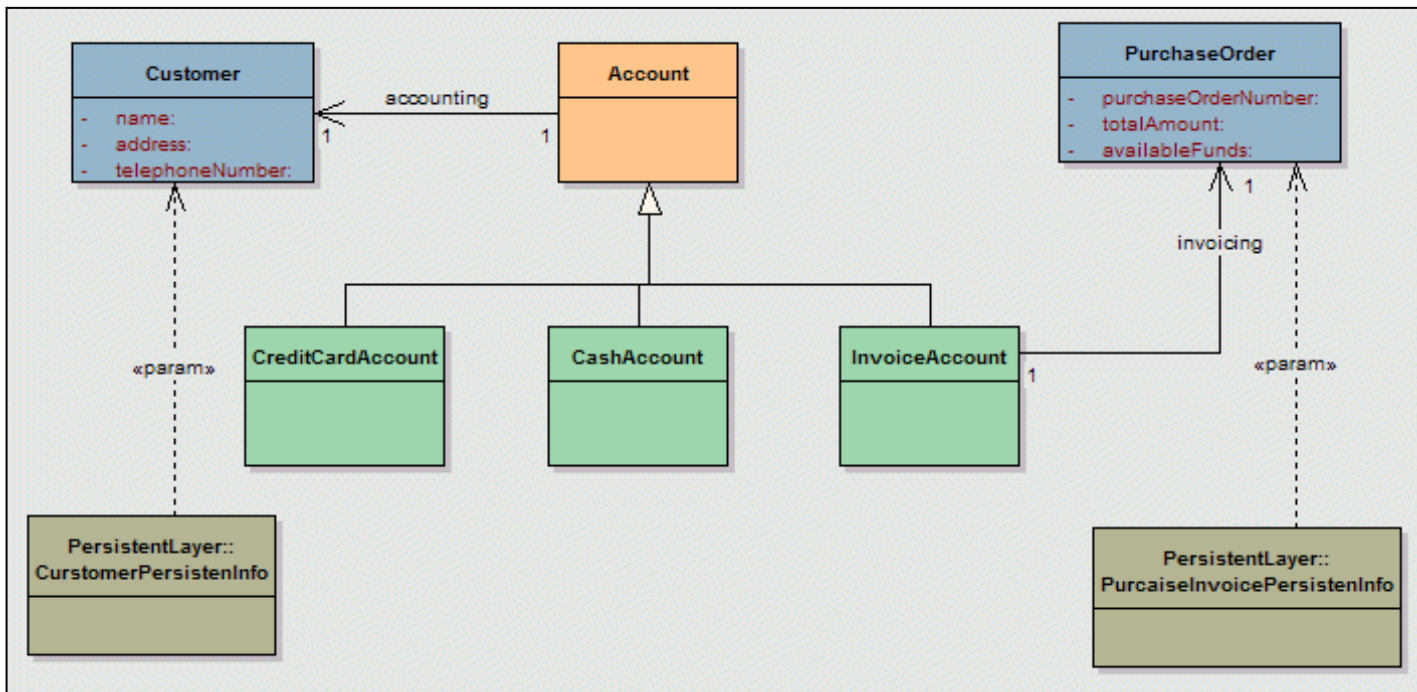 Customer
- name:
- address:
- telephoneNumber:
accounting
1
1
Account
PurchaseOrder
- purchaseOrderNumber:
- totalAmount:
- availableFunds:
1
invoicing
CreditCardAccount
CashAccount
InvoiceAccount
1
«param»
«param»
PersistentLayer::
CurstomerPersistenInfo
PersistentLayer::
PurcaiseInvoicePersistenInfo